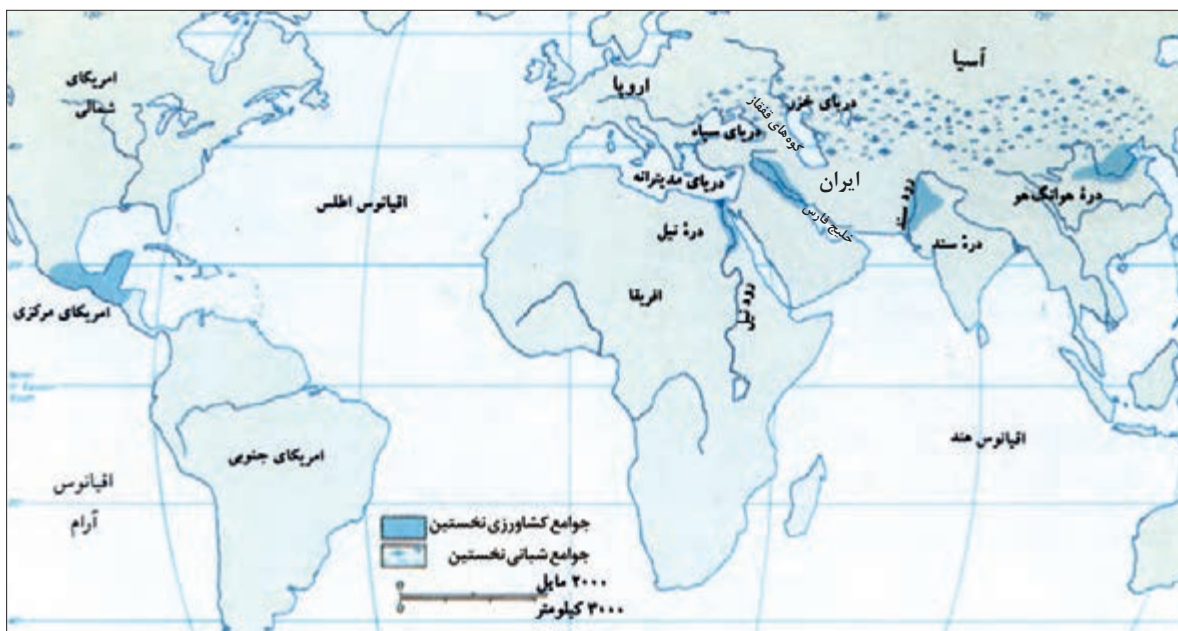 امریکای
شمالی
اروپا
آسیا
دریای خزر
کوه‌های قفقاز
دریای سیاه
دریای مدیترانه
ایران
خلیج فارس
رود سند
درهٔ سند
درهٔ هوانگ‌هو
اقیانوس اطلس
درهٔ نیل
افریقا
رود نیل
امریکای مرکزی
امریکای جنوبی
اقیانوس هند
اقیانوس
آرام
جوامع کشاورزی نخستین
جوامع شبانی نخستین
۲۰۰۰ مایل
۳۰۰۰ کیلومتر